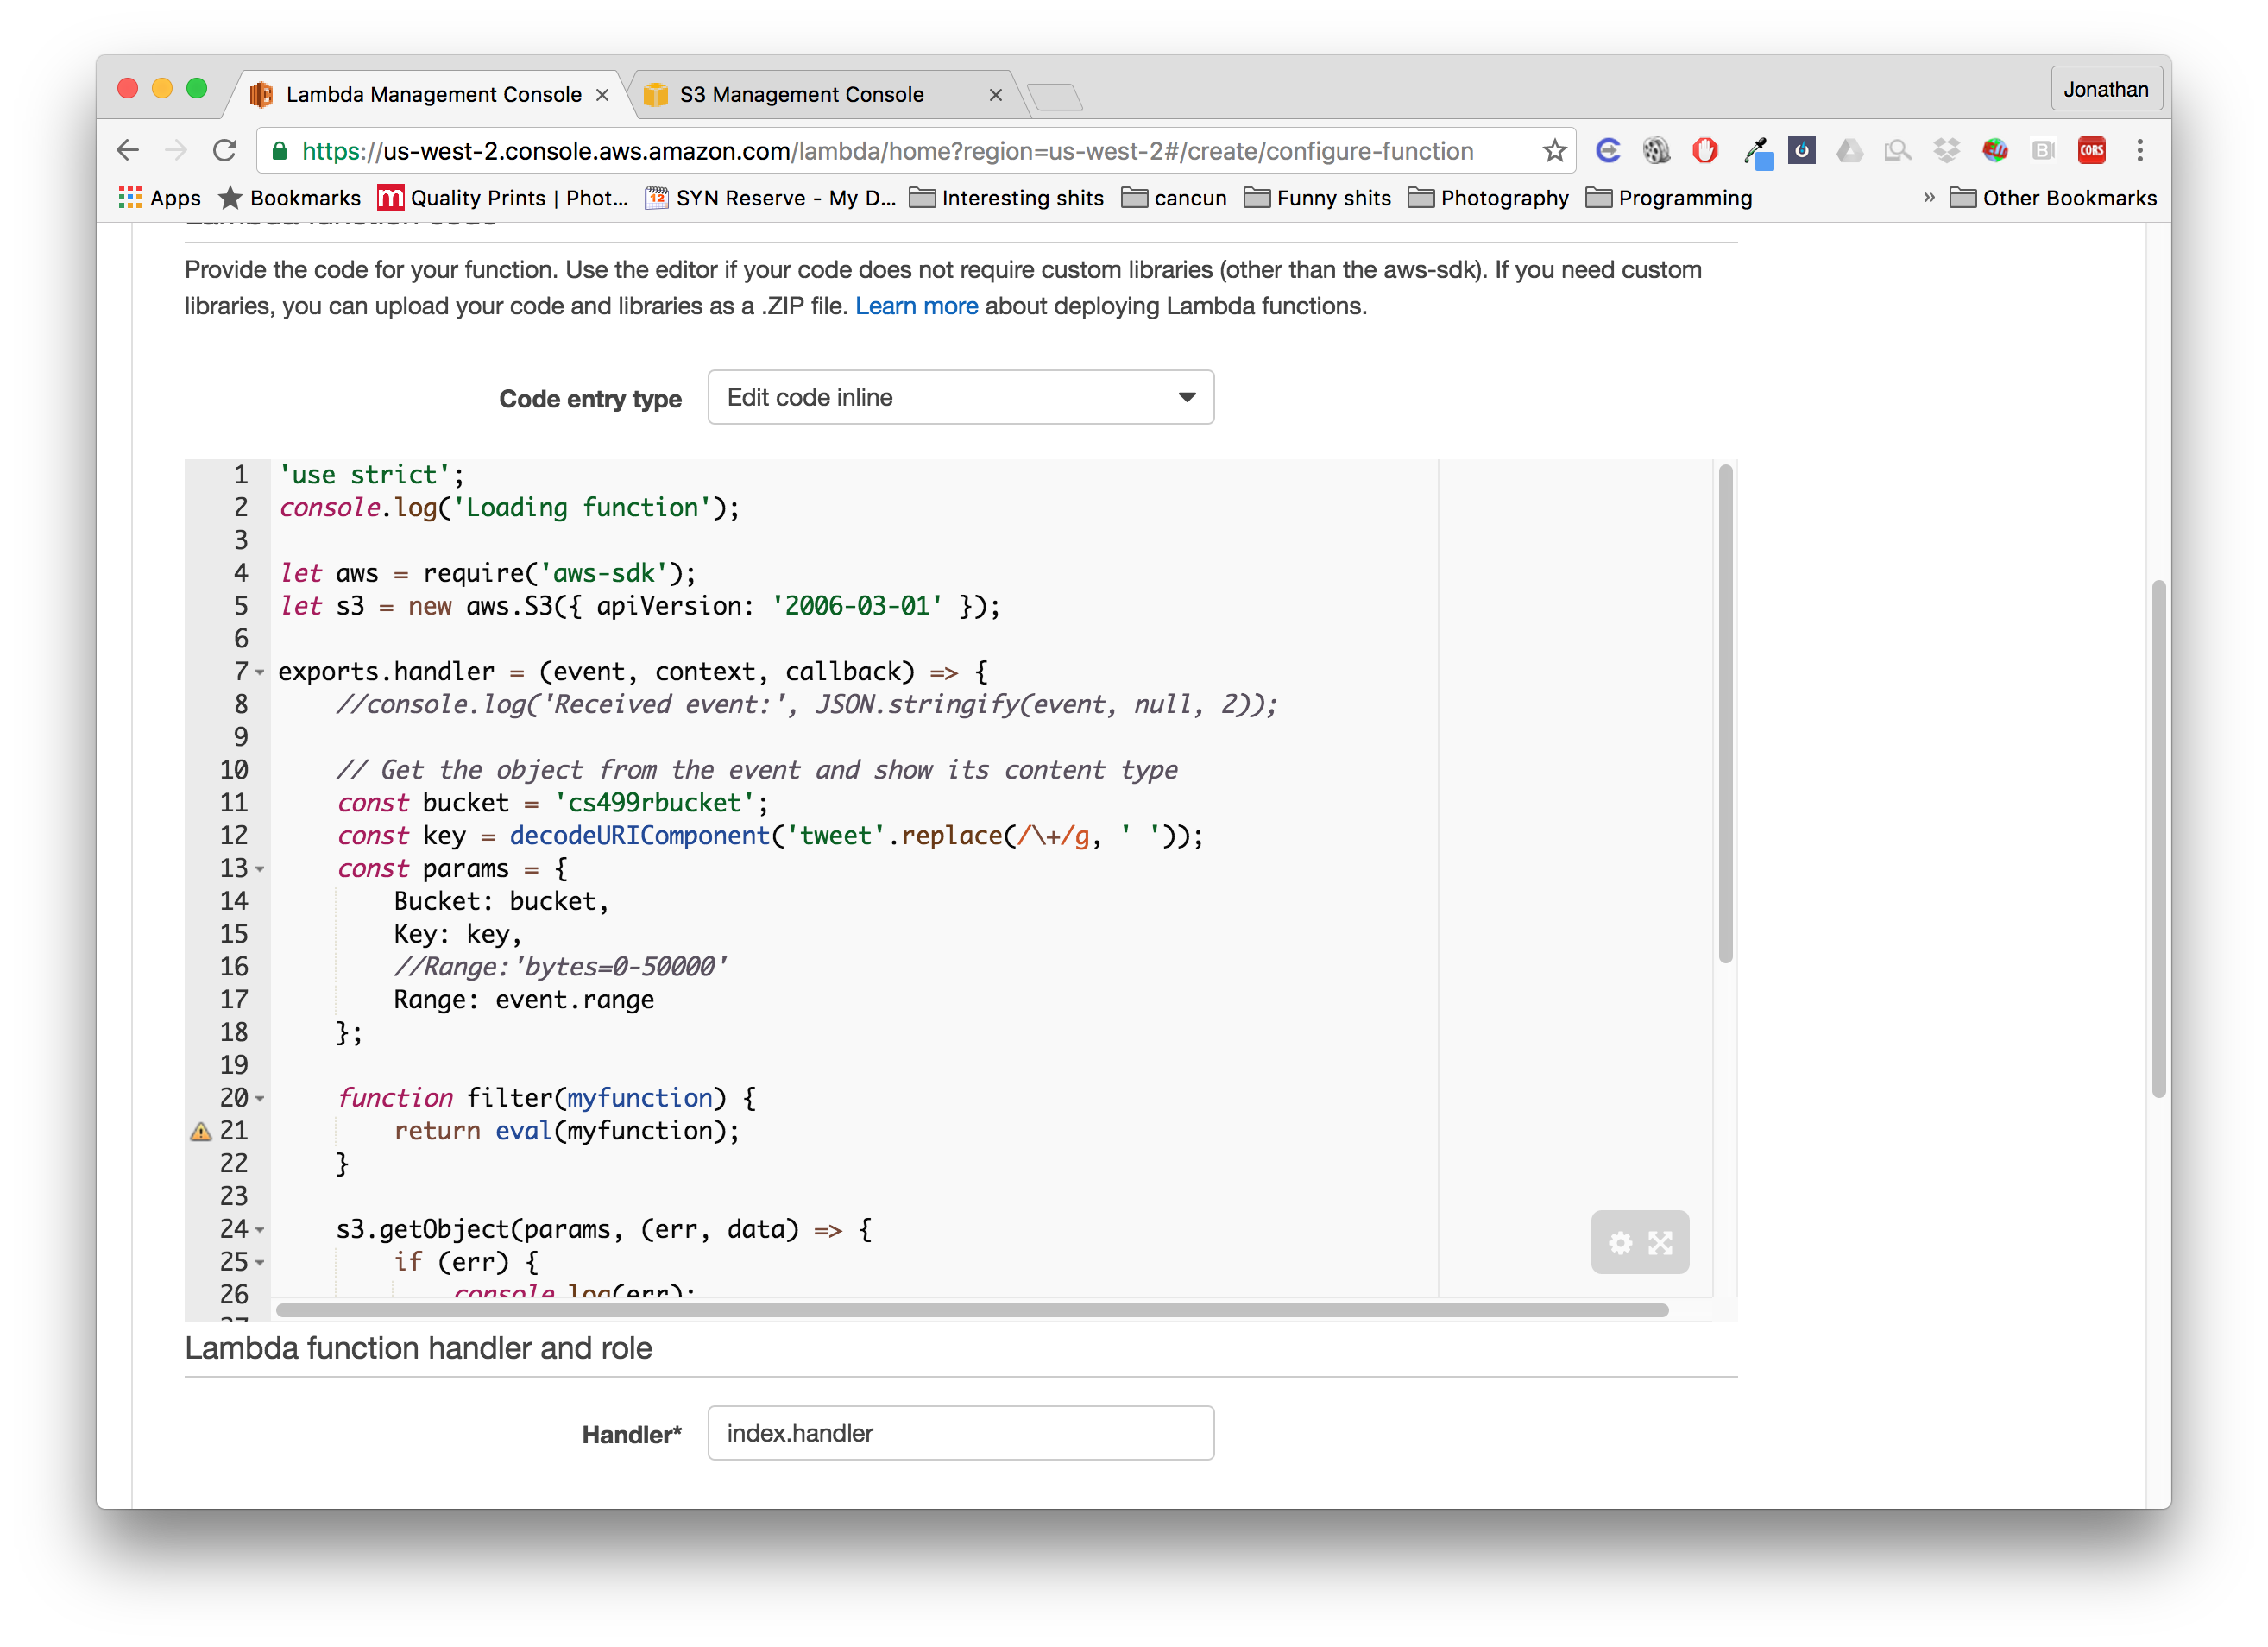 Lambda Management Console
S3 Management Console
Jonathan
https://us-west-2.console.aws.amazon.com/lambda/home?region=us-west-2#/create/configure-function
CORS
Apps
Bookmarks
Quality Prints | Phot...
12
SYN Reserve - My D...
Interesting shits
cancun
Funny shits
Photography
Programming
»
Other Bookmarks
Lambda function code
Provide the code for your function. Use the editor if your code does not require custom libraries (other than the aws-sdk). If you need custom
libraries, you can upload your code and libraries as a .ZIP file. Learn more about deploying Lambda functions.
Code entry type
Edit code inline
1 'use strict';
2 console.log('Loading function');
3
4 let aws = require('aws-sdk');
5 let s3 = new aws.S3({ apiVersion: '2006-03-01' });
6
7 exports.handler = (event, context, callback) => {
8 //console.log('Received event:', JSON.stringify(event, null, 2));
9
10 // Get the object from the event and show its content type
11 const bucket = 'cs499rbucket';
12 const key = decodeURIComponent('tweet'.replace(/\+/g, ' '));
13 const params = {
14 Bucket: bucket,
15 Key: key,
16 //Range:'bytes=0-50000'
17 Range: event.range
18 };
19
20 function filter(myfunction) {
21 return eval(myfunction);
22 }
23
24 s3.getObject(params, (err, data) => {
25 if (err) {
26 console.log(err);
27
Lambda function handler and role
Handler*
index.handler